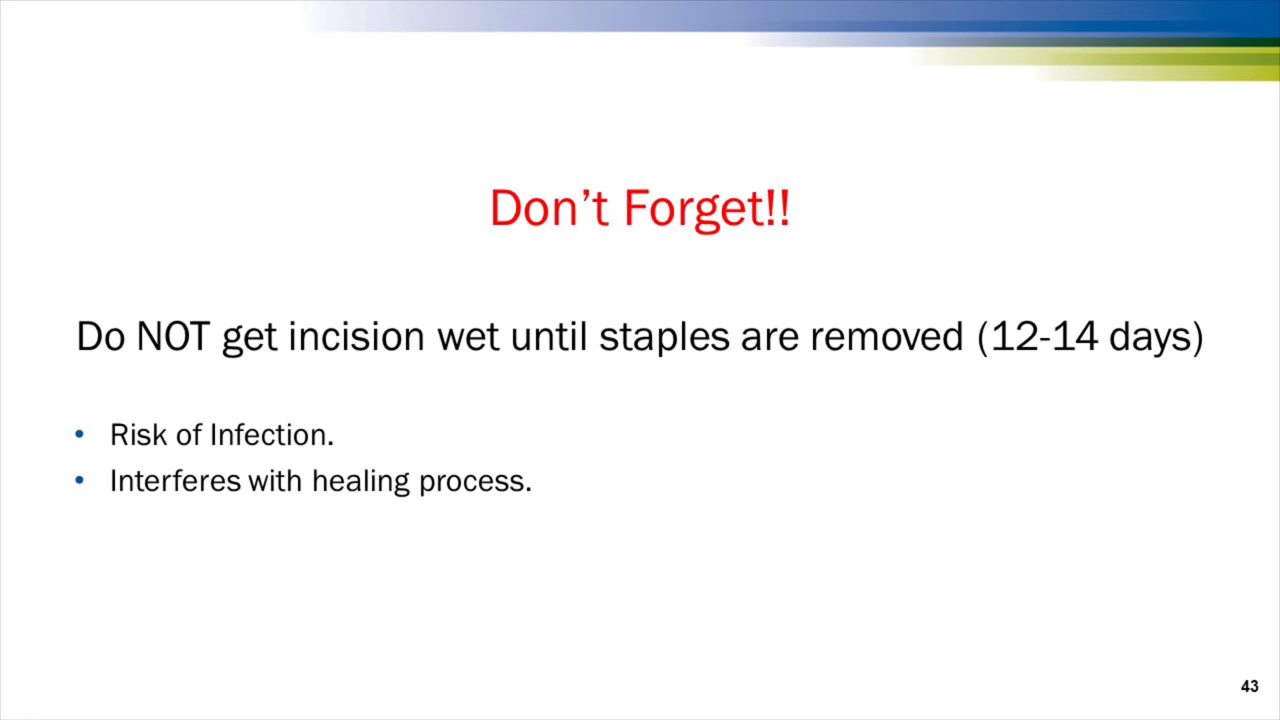 Don’t Forget!!
Do NOT get incision wet until staples are removed (12-14 days)
• Risk of Infection.
• Interferes with healing process.
43